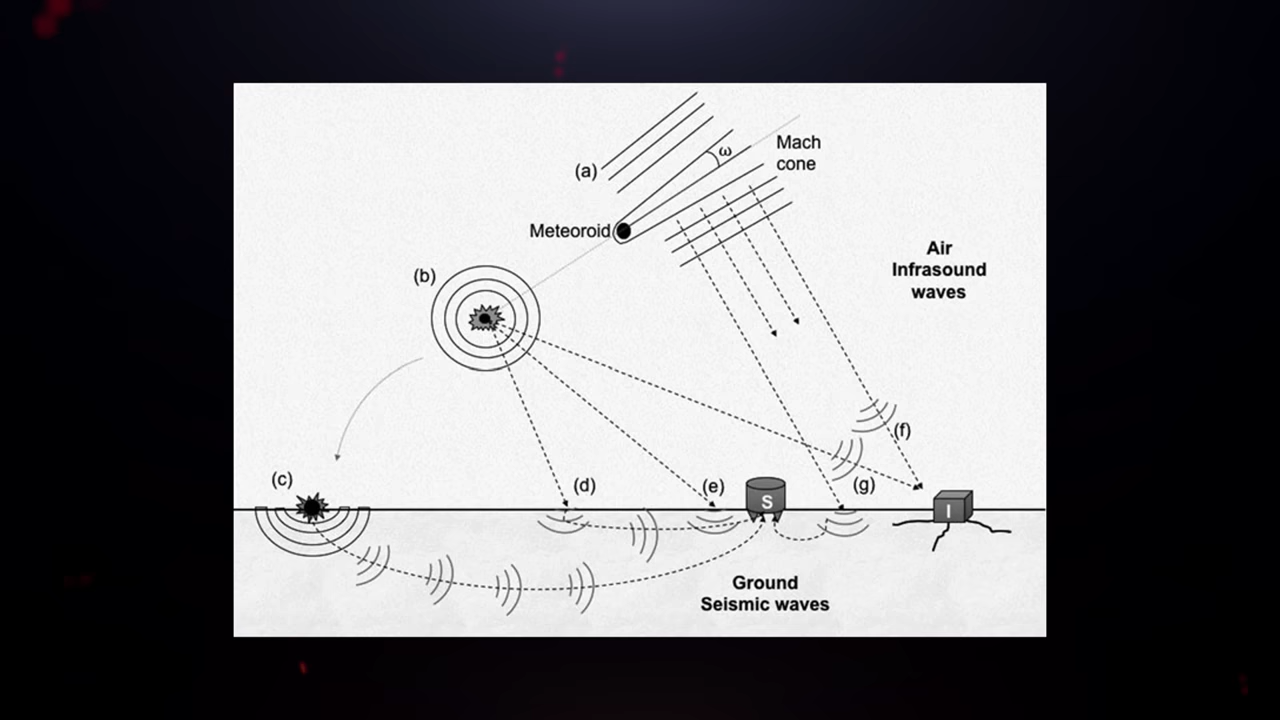 ω
Mach
cone
(a)
Meteoroid
Air
Infrasound
waves
(b)
(f)
(c)
(d)
(e)
(g)
S
I
Ground
Seismic waves